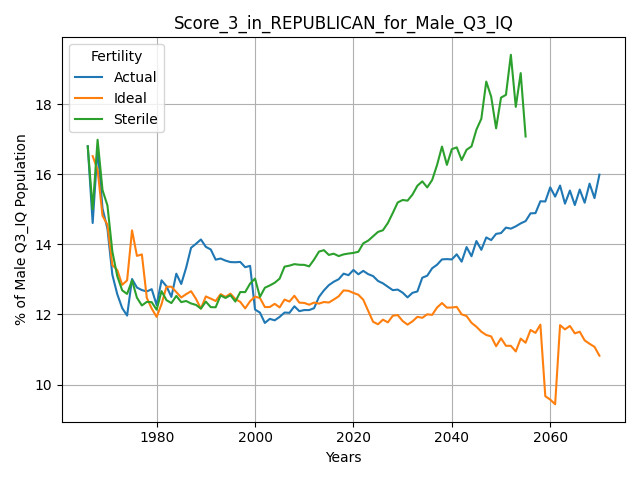 Score_3_in_REPUBLICAN_for_Male_Q3_IQ
Fertility
Actual
Ideal
Sterile
% of Male Q3_IQ Population
18
16
14
12
10
1980
2000
2020
2040
2060
Years